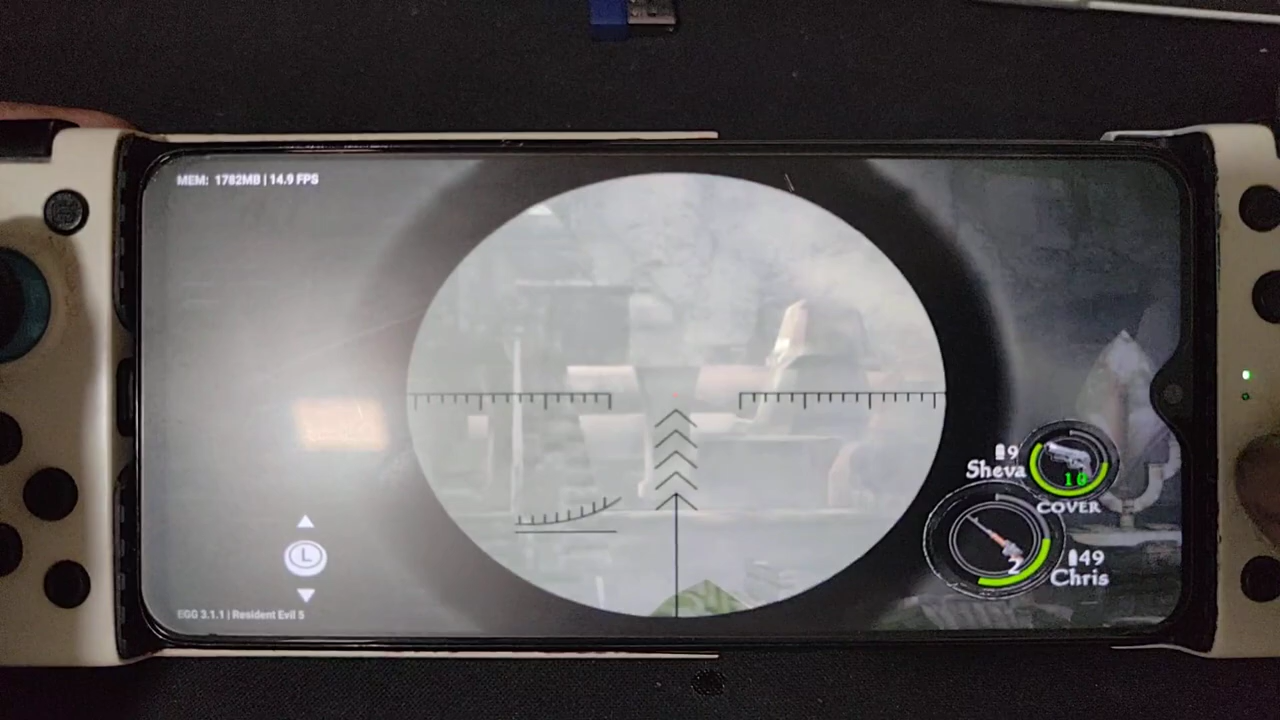 MEM: 1782MB | 14.9 FPS
9
Sheva
10
COVER
2
49
Chris
L
EGG 3.1.1 | Resident Evil 5